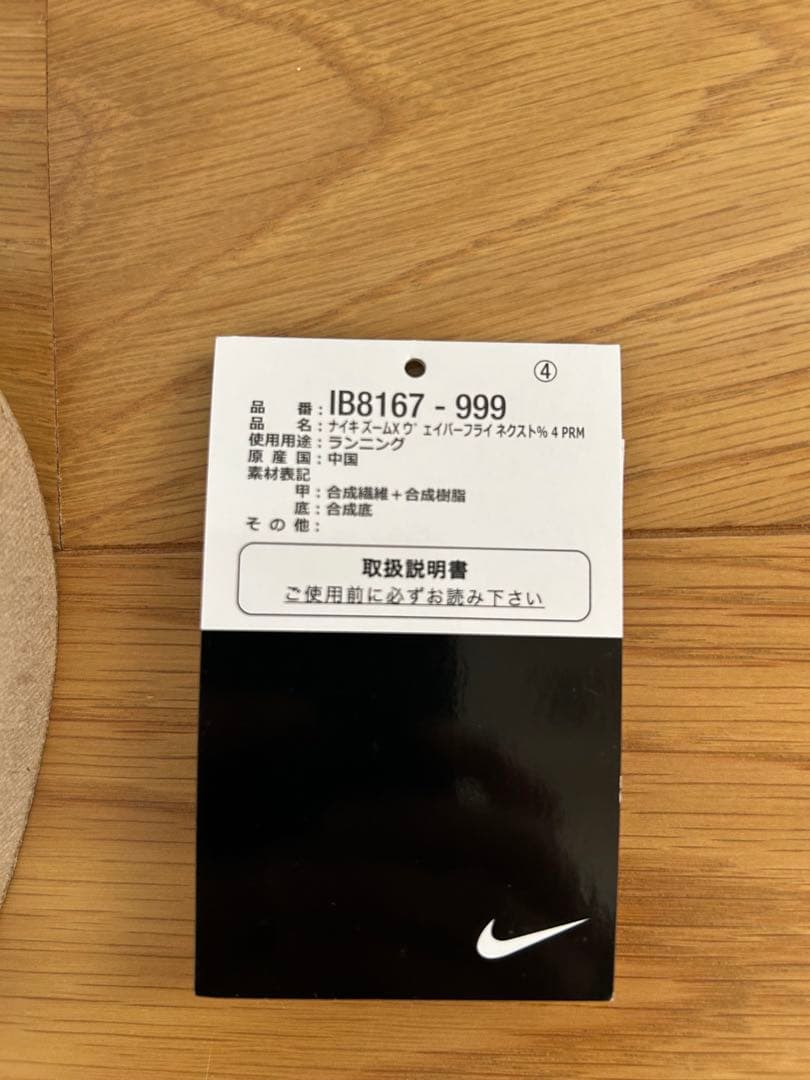 ④
品番：IB8167 - 999
品名：ナイキ ズームX ヴェイパーフライ ネクスト% 4 PRM
使用用途：ランニング
原産国：中国
素材表記
甲：合成繊維＋合成樹脂
底：合成底
その他：
取扱説明書
ご使用前に必ずお読み下さい